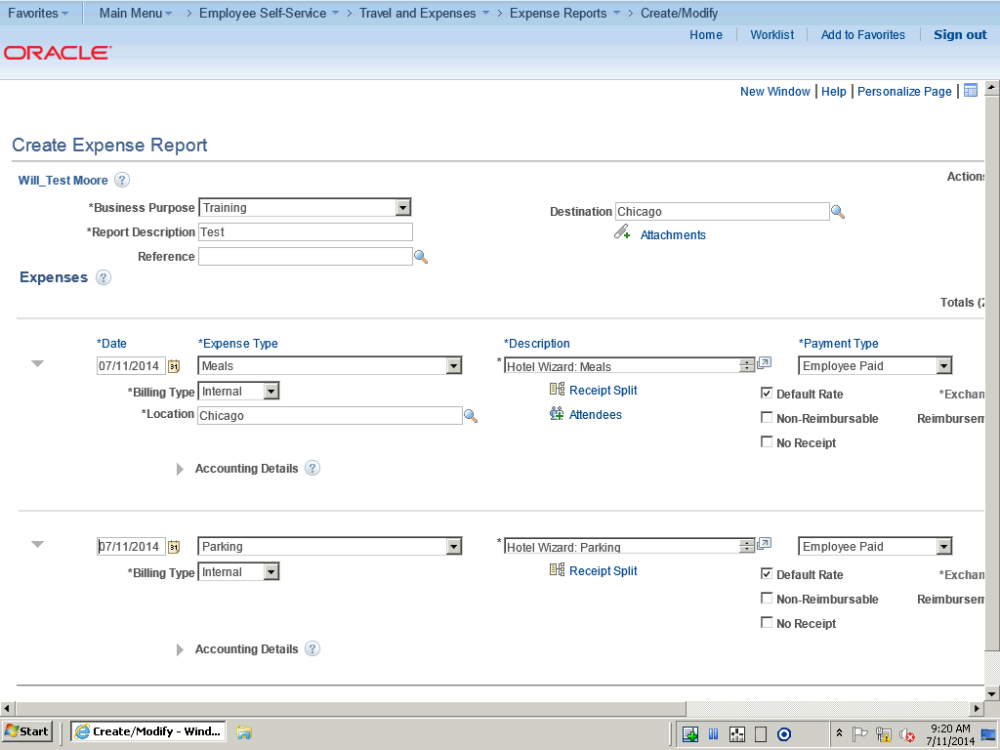 Favorites Main Menu > Employee Self-Service > Travel and Expenses > Expense Reports > Create/Modify
Home Worklist Add to Favorites Sign out
ORACLE
New Window | Help | Personalize Page |
Create Expense Report
Will_Test Moore ?
Actions
*Business Purpose Training
Destination Chicago
*Report Description Test
Attachments
Reference
Expenses ?
Totals (2
*Date *Expense Type *Description *Payment Type
07/11/2014 31 Meals * Hotel Wizard: Meals Employee Paid
*Billing Type Internal Receipt Split Default Rate *Exchan
*Location Chicago Attendees Non-Reimbursable Reimbursem
No Receipt
Accounting Details ?
07/11/2014 31 Parking * Hotel Wizard: Parking Employee Paid
*Billing Type Internal Receipt Split Default Rate *Exchan
Non-Reimbursable Reimbursem
No Receipt
Accounting Details ?
Start Create/Modify - Wind... 9:20 AM
7/11/2014